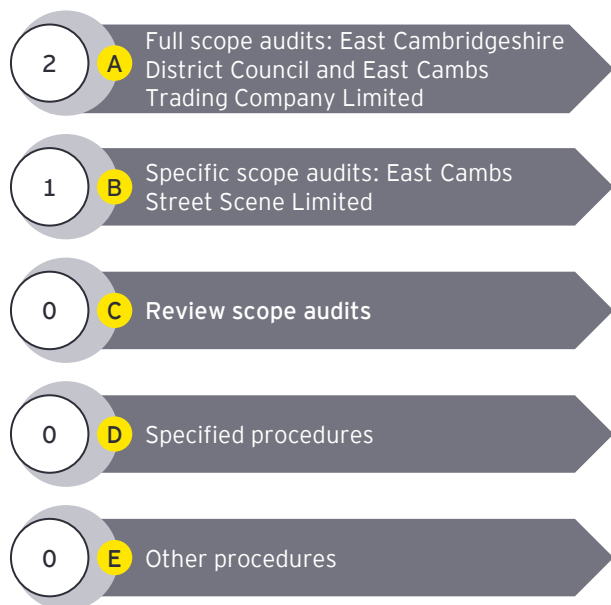 2
A
Full scope audits: East Cambridgeshire
District Council and East Cambs
Trading Company Limited
1
B
Specific scope audits: East Cambs
Street Scene Limited
0
C
Review scope audits
0
D
Specified procedures
0
E
Other procedures